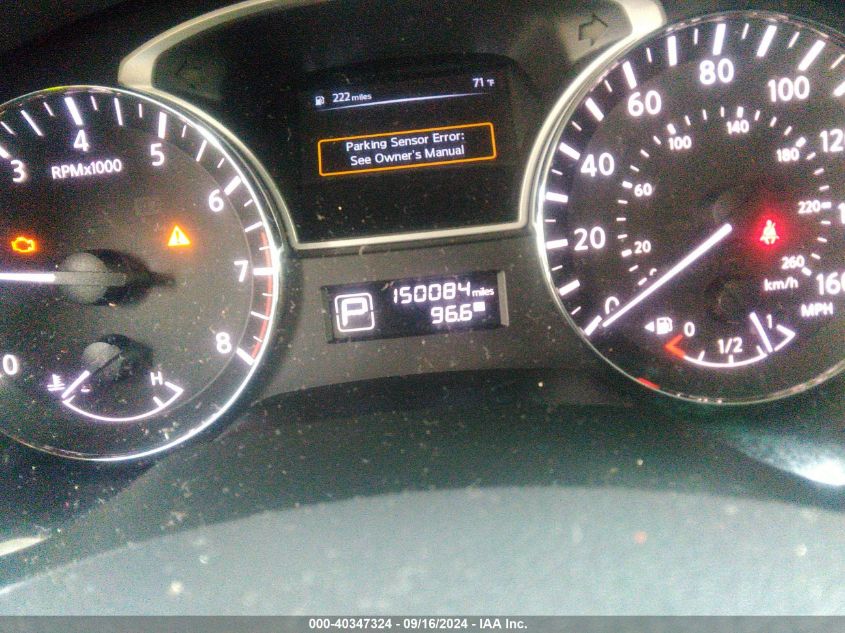 222 miles 71 °F
Parking Sensor Error:
See Owner's Manual
3 4 5 6 7 8 0
RPMx1000
C H
P 150084 miles
96.6
0 20 40 60 80 100 120 160
MPH
20 60 100 140 180 220 260
km/h
0 1/2 1
000-40347324 - 09/16/2024 - IAA Inc.